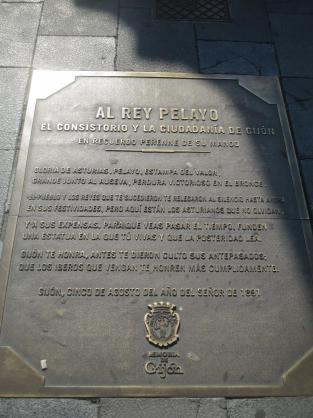 AL REY PELAYO
EL CONSISTORIO Y LA CIUDADANIA DE GIJÓN
EN RECUERDO PERENNE DE SU MANDO
GLORIA DE ASTURIAS, PELAYO, ESTAMPA DEL VALOR,
GRANDE JUNTO AL AUSEVA, PERDURA VICTORIOSO EN EL BRONCE
EL PUEBLO Y LOS REYES QUE TE SUCEDIERON TE RELEGARON AL SILENCIO HASTA AHORA
EN SUS FESTIVIDADES, PERO AQUÍ ESTÁN LOS ASTURIANOS QUE NO OLVIDAN
Y A SUS EXPENSAS, PARA QUE VEAS PASAR EL TIEMPO, FUNDEN
UNA ESTATUA EN LA QUE TÚ VIVAS Y QUE LA POSTERIDAD LEA.
GIJÓN TE HONRA, ANTES TE DIERON CULTO SUS ANTEPASADOS;
QUE LOS IBEROS QUE VENGAN TE HONREN MÁS CUMPLIDAMENTE.
GIJÓN, CINCO DE AGOSTO DEL AÑO DEL SEÑOR DE 1891
MEMORIA
DE
Gijón